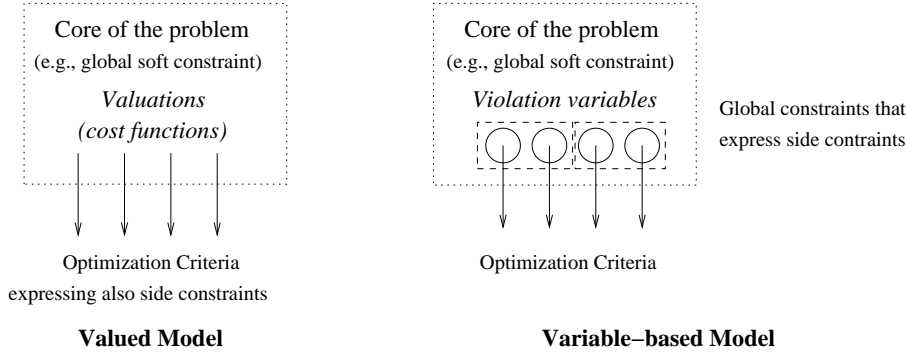 Core of the problem
(e.g., global soft constraint)
Valuations
(cost functions)
Optimization Criteria
expressing also side constraints
Valued Model
Core of the problem
(e.g., global soft constraint)
Violation variables
Global constraints that
express side contraints
Optimization Criteria
Variable−based Model